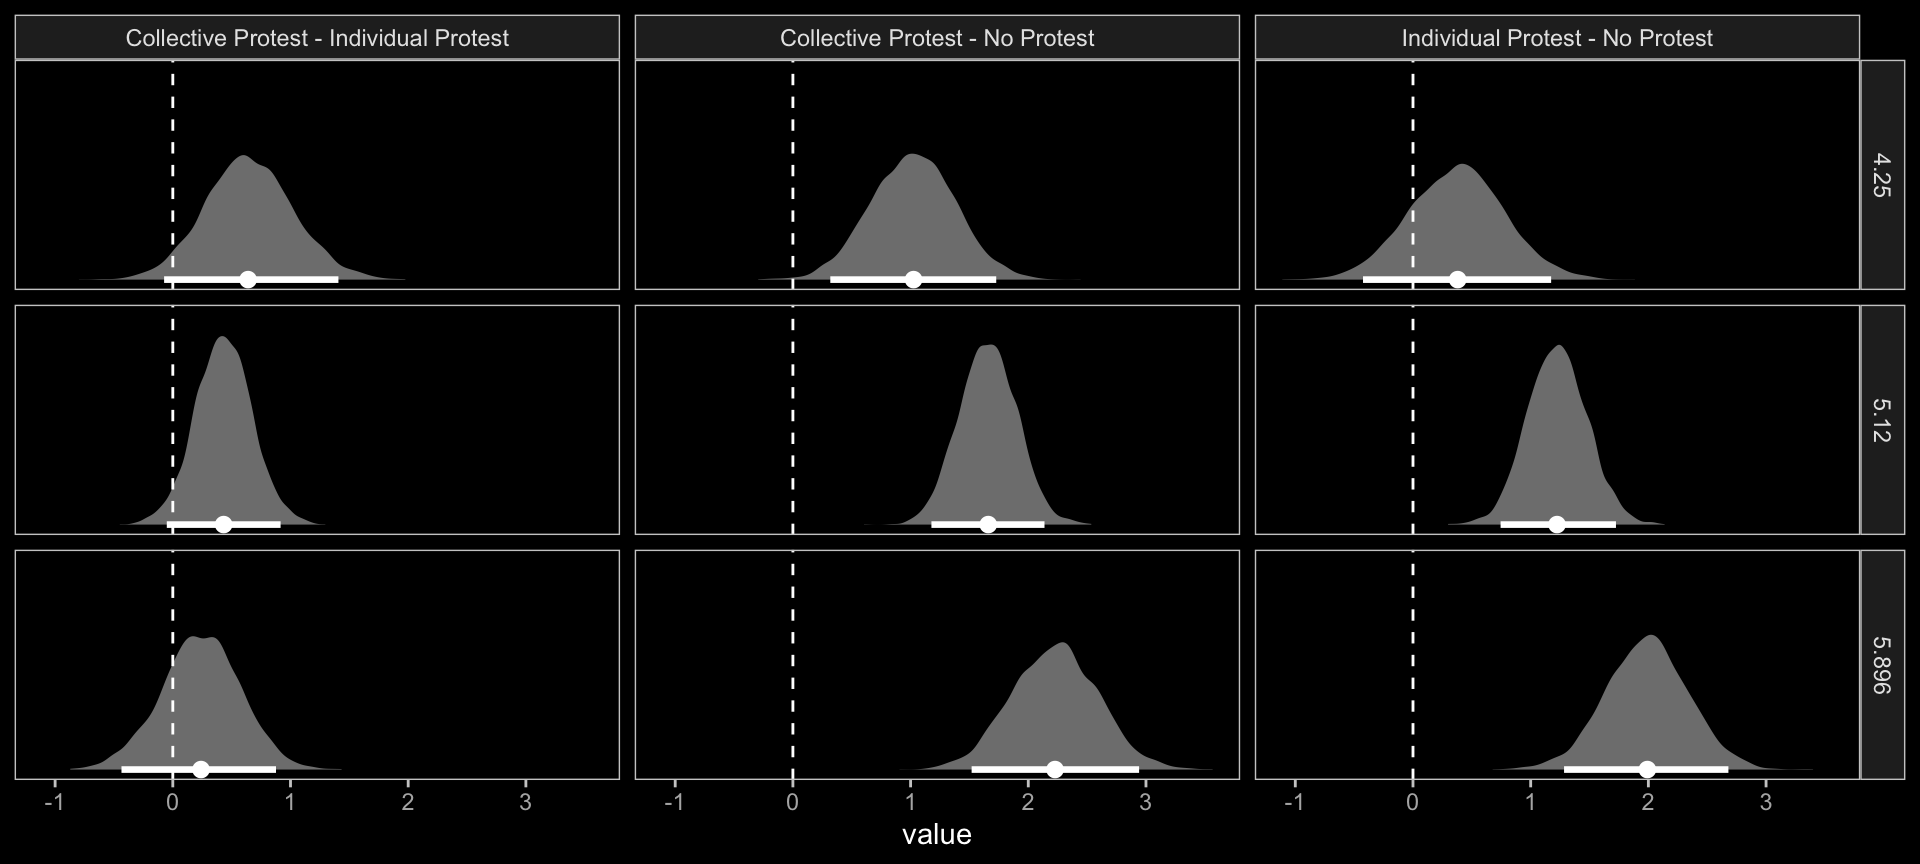 Collective Protest - Individual Protest
Collective Protest - No Protest
Individual Protest - No Protest
4.25
5.12
5.896
-1 0 1 2 3
-1 0 1 2 3
-1 0 1 2 3
value